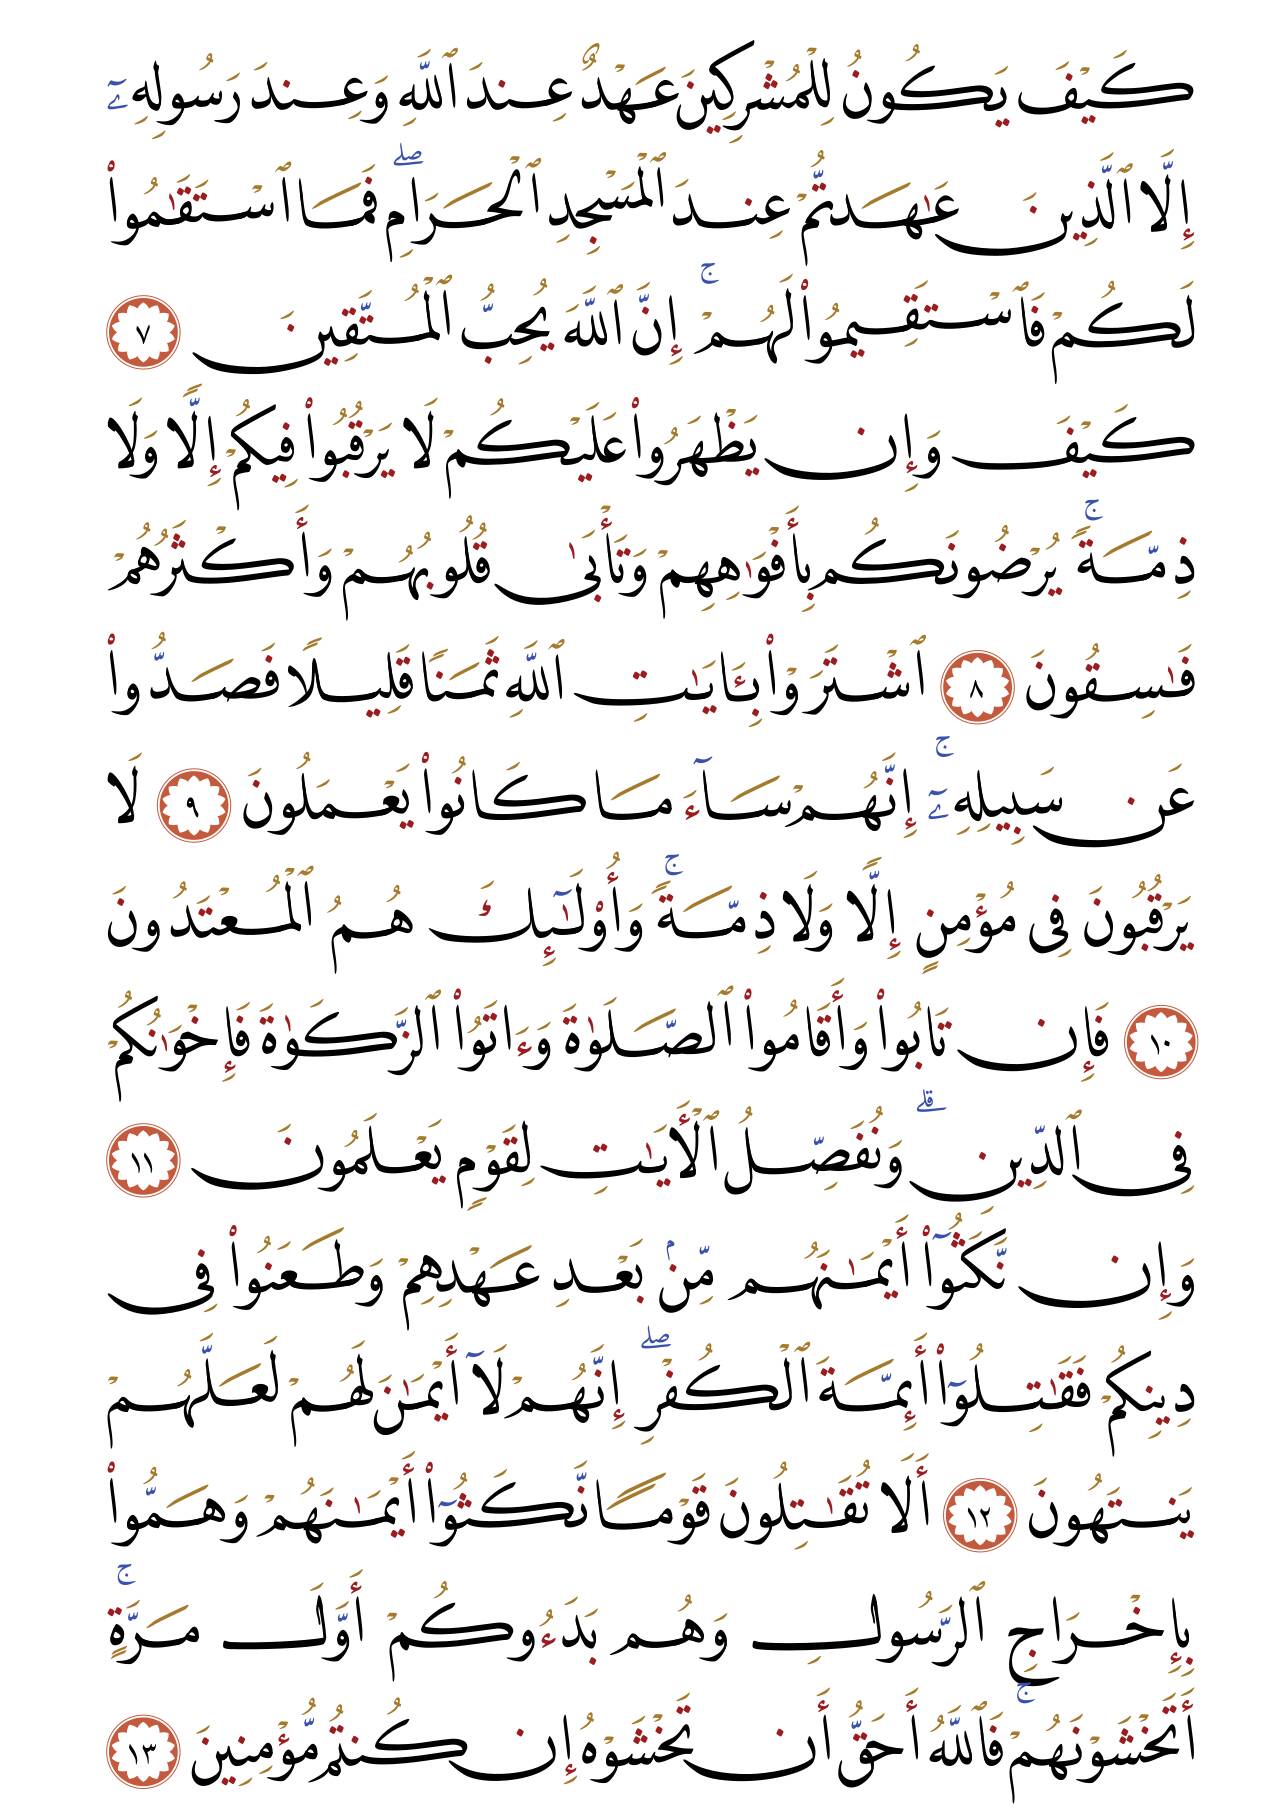 كَيۡفَ يَكُونُ لِلۡمُشۡرِكِينَ عَهۡدٌ عِندَ ٱللَّهِ وَعِندَ رَسُولِهِۦٓ
إِلَّا ٱلَّذِينَ عَٰهَدتُّمۡ عِندَ ٱلۡمَسۡجِدِ ٱلۡحَرَامِۖ فَمَا ٱسۡتَقَٰمُواْ
لَكُمۡ فَٱسۡتَقِيمُواْ لَهُمۡۚ إِنَّ ٱللَّهَ يُحِبُّ ٱلۡمُتَّقِينَ ٧
كَيۡفَ وَإِن يَظۡهَرُواْ عَلَيۡكُمۡ لَا يَرۡقُبُواْ فِيكُمۡ إِلّٗا وَلَا
ذِمَّةٗۚ يُرۡضُونَكُم بِأَفۡوَٰهِهِمۡ وَتَأۡبَىٰ قُلُوبُهُمۡ وَأَكۡثَرُهُمۡ
فَٰسِقُونَ ٨ ٱشۡتَرَوۡاْ بِـَٔايَٰتِ ٱللَّهِ ثَمَنٗا قَلِيلٗا فَصَدُّواْ
عَن سَبِيلِهِۦٓۚ إِنَّهُمۡ سَآءَ مَا كَانُواْ يَعۡمَلُونَ ٩ لَا
يَرۡقُبُونَ فِي مُؤۡمِنٍ إِلّٗا وَلَا ذِمَّةٗۚ وَأُوْلَٰٓئِكَ هُمُ ٱلۡمُعۡتَدُونَ
١٠ فَإِن تَابُواْ وَأَقَامُواْ ٱلصَّلَوٰةَ وَءَاتَوُاْ ٱلزَّكَوٰةَ فَإِخۡوَٰنُكُمۡ
فِي ٱلدِّينِۗ وَنُفَصِّلُ ٱلۡأٓيَٰتِ لِقَوۡمٖ يَعۡلَمُونَ ١١
وَإِن نَّكَثُوٓاْ أَيۡمَٰنَهُم مِّنۢ بَعۡدِ عَهۡدِهِمۡ وَطَعَنُواْ فِي
دِينِكُمۡ فَقَٰتِلُوٓاْ أَئِمَّةَ ٱلۡكُفۡرِۖ إِنَّهُمۡ لَآ أَيۡمَٰنَ لَهُمۡ لَعَلَّهُمۡ
يَنتَهُونَ ١٢ أَلَا تُقَٰتِلُونَ قَوۡمٗا نَّكَثُوٓاْ أَيۡمَٰنَهُمۡ وَهَمُّواْ
بِإِخۡرَاجِ ٱلرَّسُولِ وَهُم بَدَءُوكُمۡ أَوَّلَ مَرَّةٍۚ
أَتَخۡشَوۡنَهُمۡۚ فَٱللَّهُ أَحَقُّ أَن تَخۡشَوۡهُ إِن كُنتُم مُّؤۡمِنِينَ ١٣